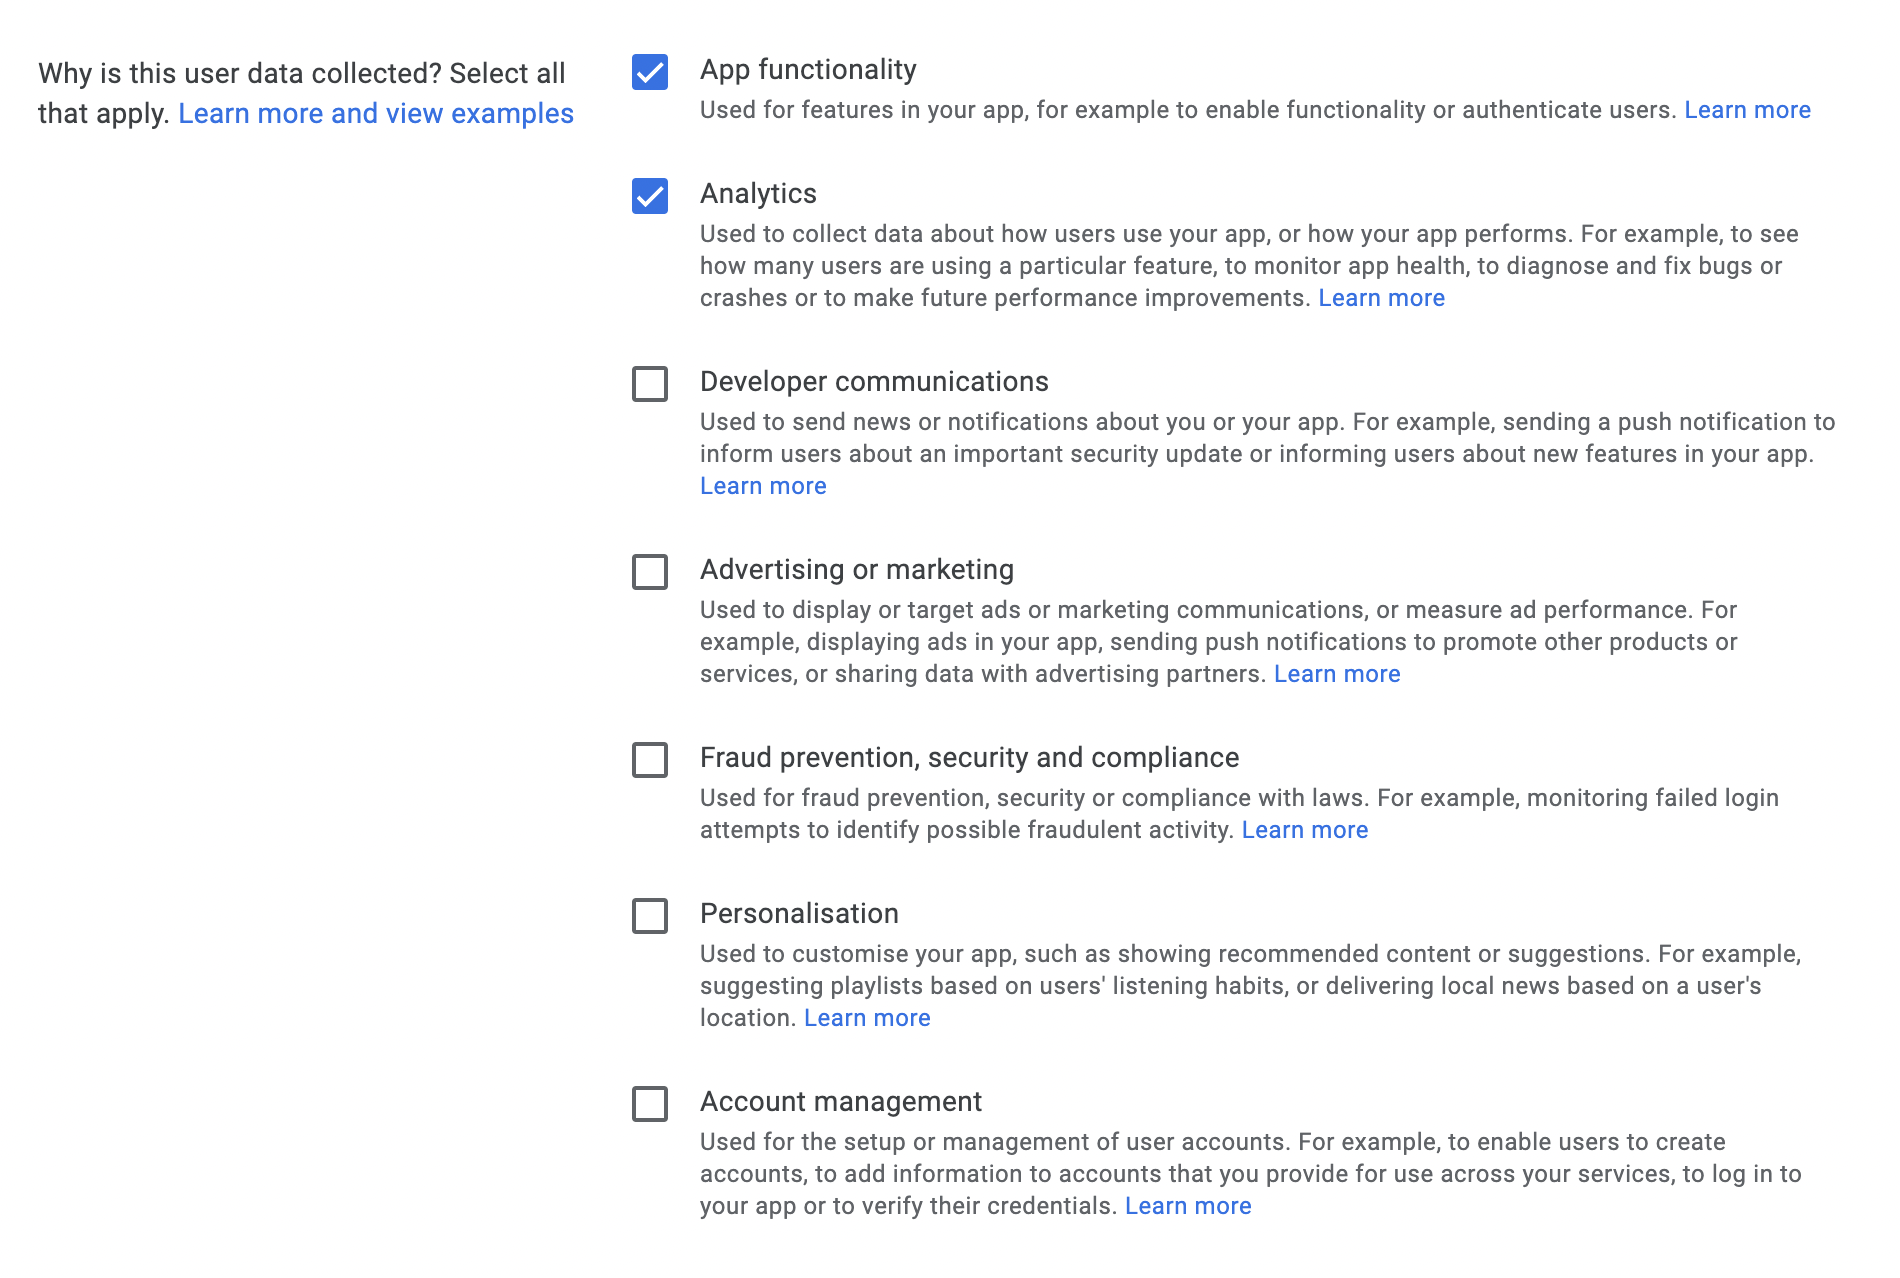 Why is this user data collected? Select all
that apply. Learn more and view examples
App functionality
Used for features in your app, for example to enable functionality or authenticate users. Learn more
Analytics
Used to collect data about how users use your app, or how your app performs. For example, to see
how many users are using a particular feature, to monitor app health, to diagnose and fix bugs or
crashes or to make future performance improvements. Learn more
Developer communications
Used to send news or notifications about you or your app. For example, sending a push notification to
inform users about an important security update or informing users about new features in your app.
Learn more
Advertising or marketing
Used to display or target ads or marketing communications, or measure ad performance. For
example, displaying ads in your app, sending push notifications to promote other products or
services, or sharing data with advertising partners. Learn more
Fraud prevention, security and compliance
Used for fraud prevention, security or compliance with laws. For example, monitoring failed login
attempts to identify possible fraudulent activity. Learn more
Personalisation
Used to customise your app, such as showing recommended content or suggestions. For example,
suggesting playlists based on users' listening habits, or delivering local news based on a user's
location. Learn more
Account management
Used for the setup or management of user accounts. For example, to enable users to create
accounts, to add information to accounts that you provide for use across your services, to log in to
your app or to verify their credentials. Learn more